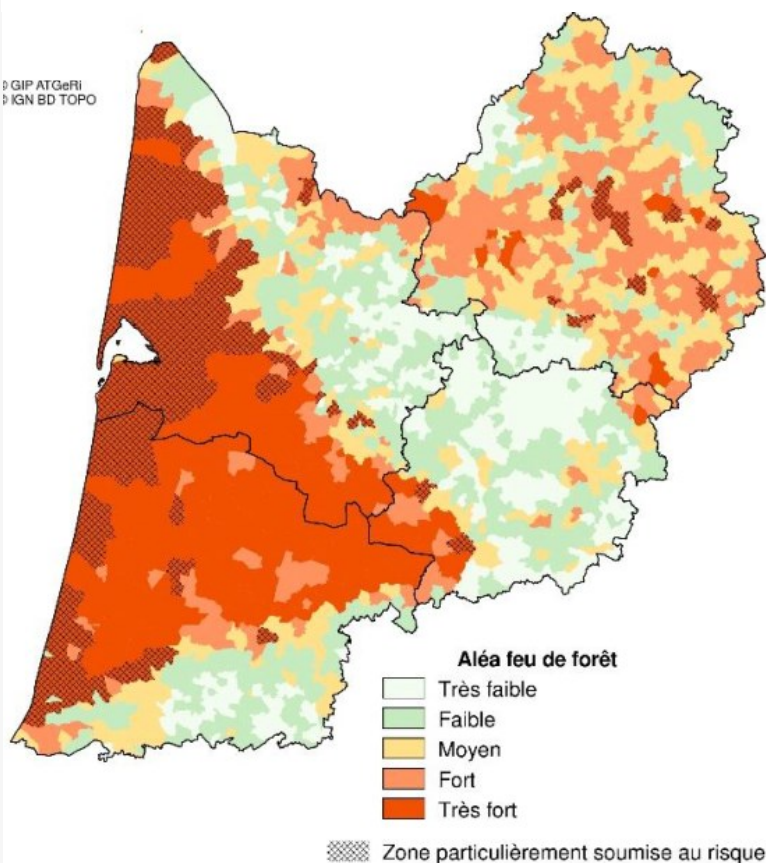 © GIP ATGeRi
© IGN BD TOPO
Aléa feu de forêt
Très faible
Faible
Moyen
Fort
Très fort
Zone particulièrement soumise au risque